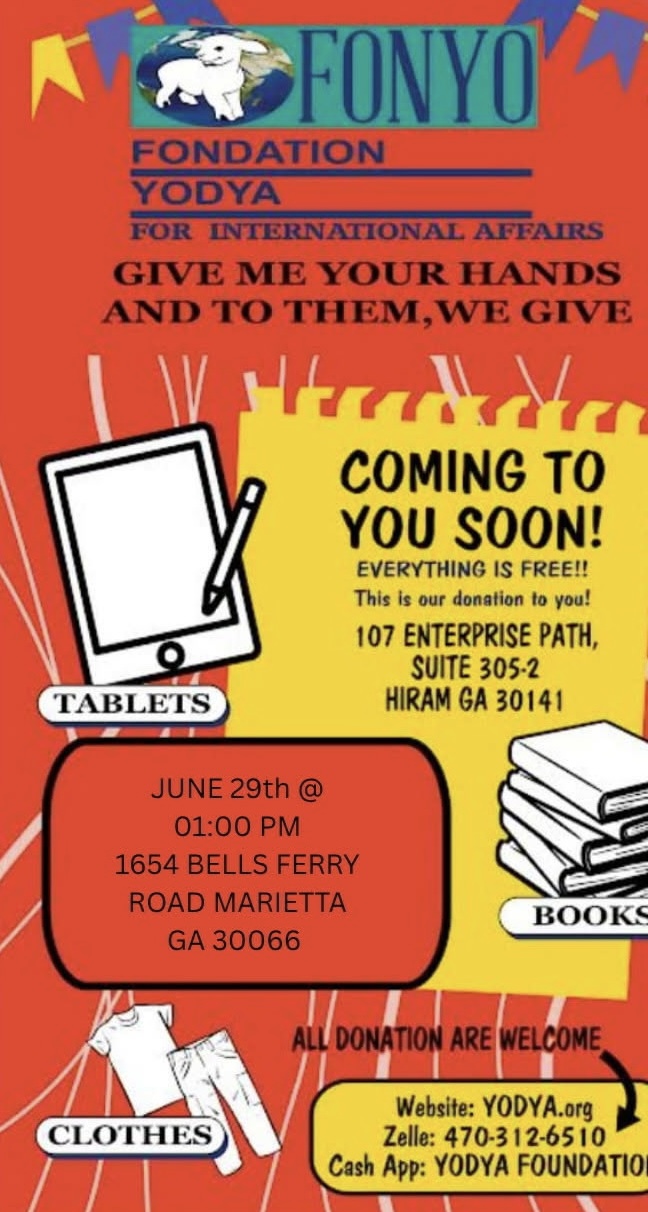 FONYO
FONDATION
YODYA
FOR INTERNATIONAL AFFAIRS
GIVE ME YOUR HANDS
AND TO THEM,WE GIVE
COMING TO
YOU SOON!
EVERYTHING IS FREE!!
This is our donation to you!
107 ENTERPRISE PATH,
SUITE 305-2
HIRAM GA 30141
TABLETS
JUNE 29th @
01:00 PM
1654 BELLS FERRY
ROAD MARIETTA
GA 30066
BOOKS
ALL DONATION ARE WELCOME
Website: YODYA.org
Zelle: 470-312-6510
Cash App: YODYA FOUNDATIO
CLOTHES